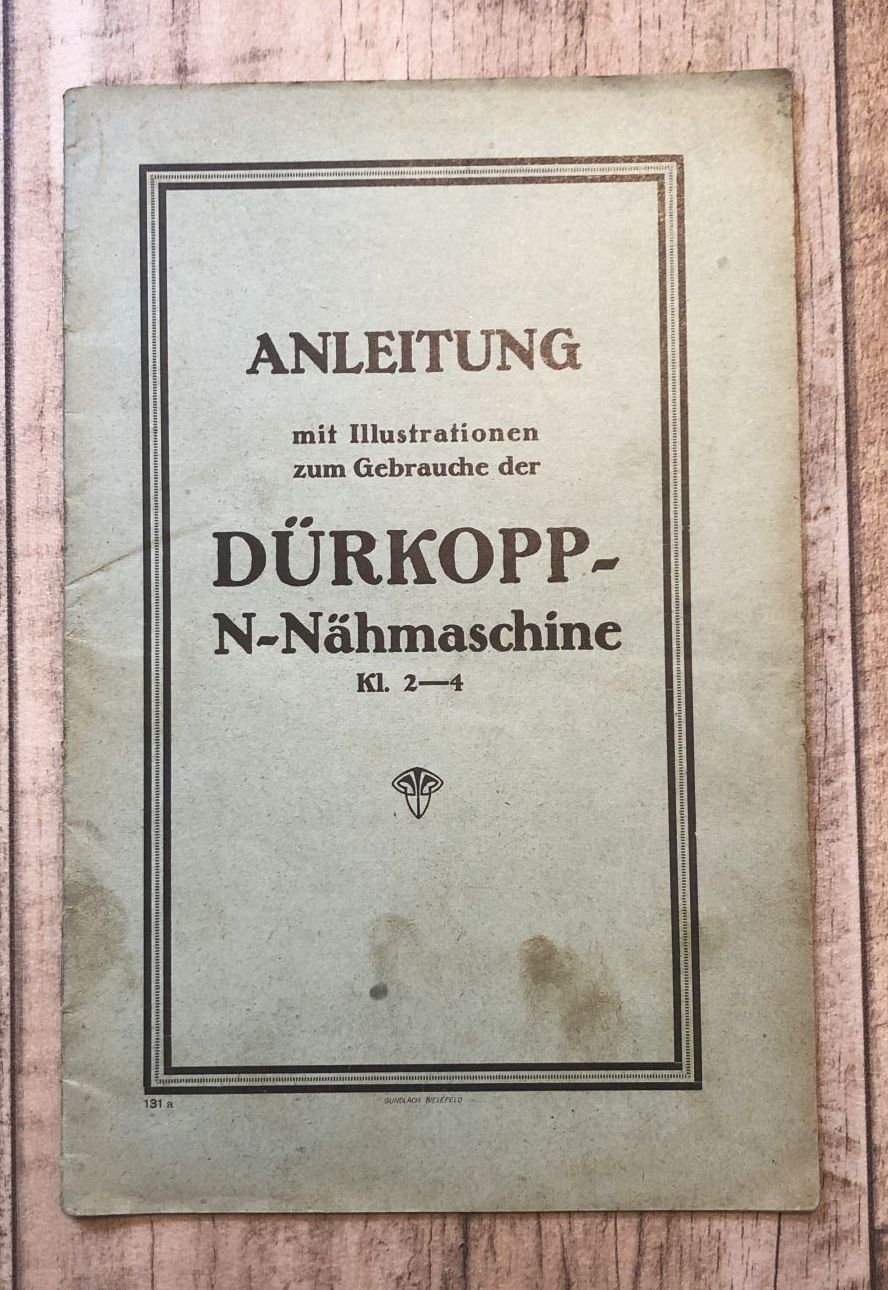 ANLEITUNG
mit Illustrationen
zum Gebrauche der
DÜRKOPP-
N-Nähmaschine
Kl. 2—4
131 a
GUNDLACH BIELEFELD